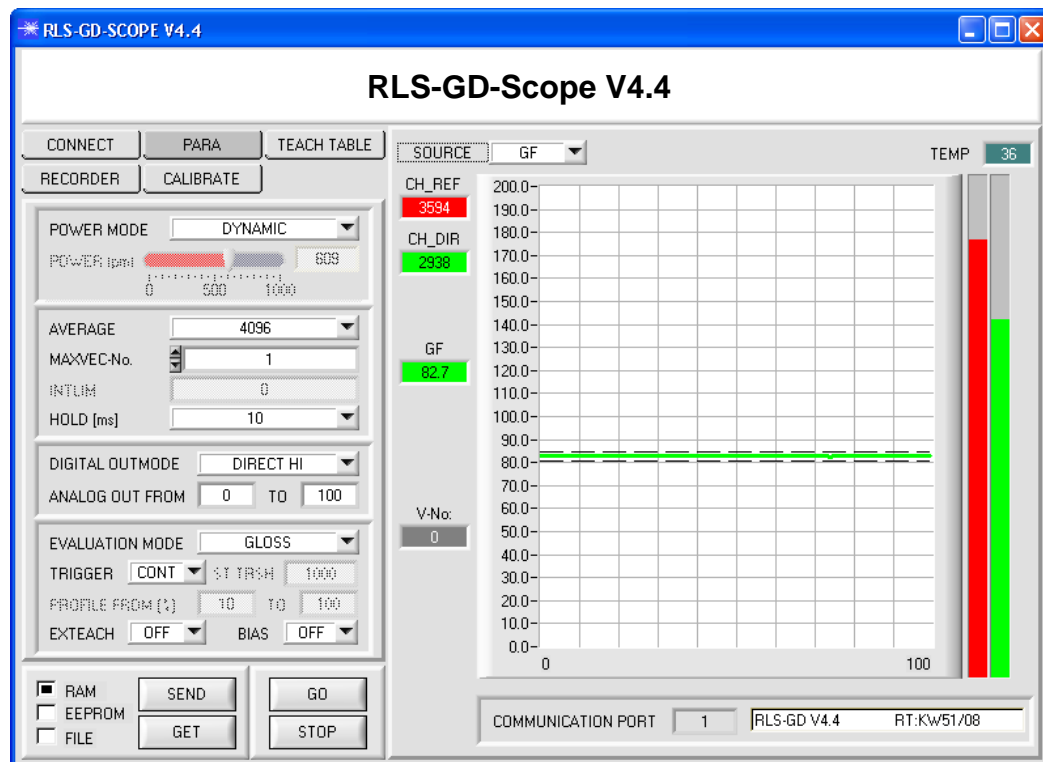 RLS-GD-SCOPE V4.4
RLS-GD-Scope V4.4
CONNECT PARA TEACH TABLE
RECORDER CALIBRATE
POWER MODE DYNAMIC
POWER [pm] 609
0 500 1000
AVERAGE 4096
MAXVEC-No. 1
INTLIM 0
HOLD [ms] 10
DIGITAL OUTMODE DIRECT HI
ANALOG OUT FROM 0 TO 100
EVALUATION MODE GLOSS
TRIGGER CONT ST TRSH 1000
PROFILE FROM (%) 10 TO 100
EXTEACH OFF BIAS OFF
RAM
EEPROM
FILE
SEND
GET
GO
STOP
SOURCE GF
TEMP 36
CH_REF
3594
CH_DIR
2938
GF
82.7
V-No:
0
200.0
190.0
180.0
170.0
160.0
150.0
140.0
130.0
120.0
110.0
100.0
90.0
80.0
70.0
60.0
50.0
40.0
30.0
20.0
10.0
0.0
0 100
COMMUNICATION PORT 1 RLS-GD V4.4 RT:KW51/08